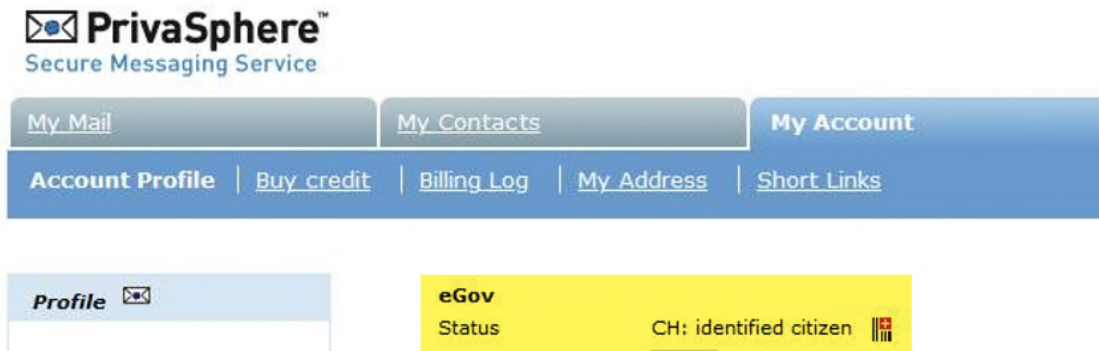 PrivaSphere™
Secure Messaging Service
My Mail My Contacts My Account
Account Profile Buy credit Billing Log My Address Short Links
Profile
eGov
Status CH: identified citizen